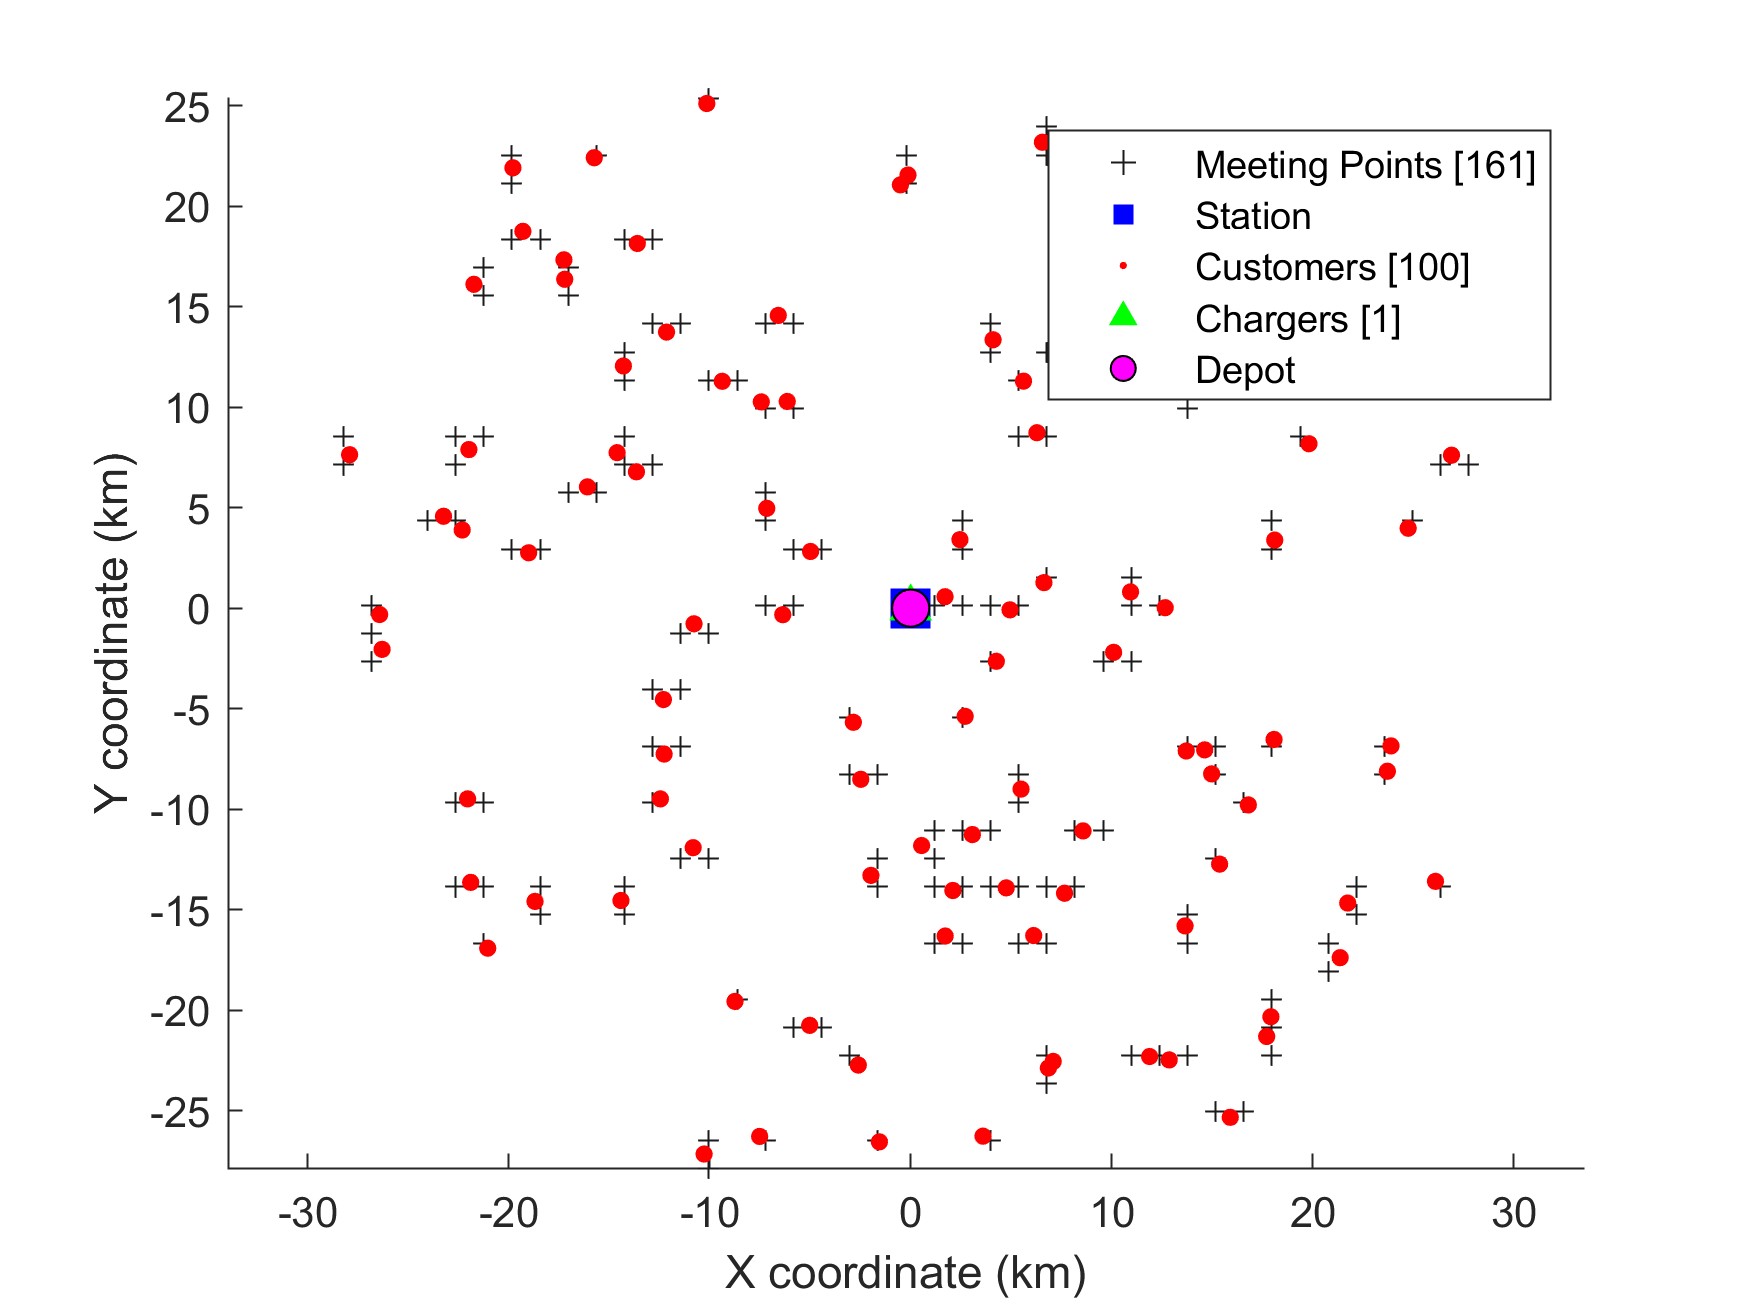 25
20
15
10
5
0
-5
-10
-15
-20
-25
Y coordinate (km)
Meeting Points [161]
Station
Customers [100]
Chargers [1]
Depot
-30 -20 -10 0 10 20 30
X coordinate (km)